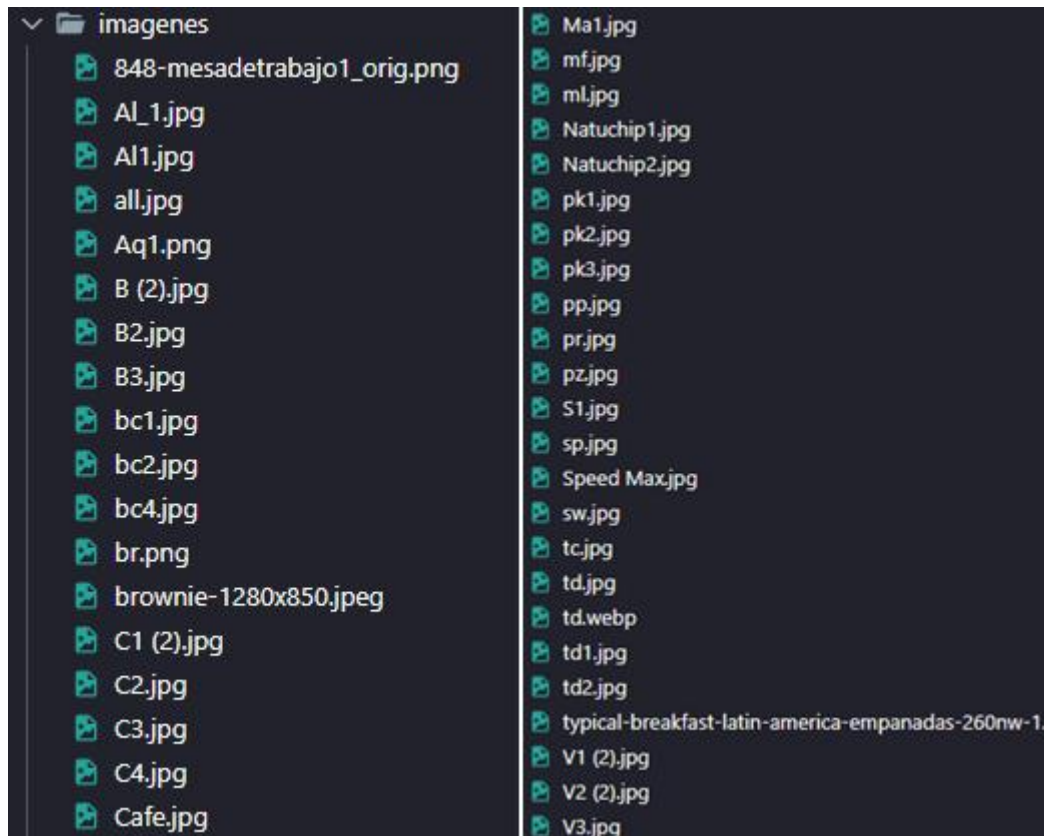 imagenes
848-mesadetrabajo1_orig.png
Al_1.jpg
Al1.jpg
all.jpg
Aq1.png
B (2).jpg
B2.jpg
B3.jpg
bc1.jpg
bc2.jpg
bc4.jpg
br.png
brownie-1280x850.jpeg
C1 (2).jpg
C2.jpg
C3.jpg
C4.jpg
Cafe.jpg
Ma1.jpg
mf.jpg
ml.jpg
Natuchip1.jpg
Natuchip2.jpg
pk1.jpg
pk2.jpg
pk3.jpg
pp.jpg
pr.jpg
pz.jpg
S1.jpg
sp.jpg
Speed Max.jpg
sw.jpg
tc.jpg
td.jpg
td.webp
td1.jpg
td2.jpg
typical-breakfast-latin-america-empanadas-260nw-1.
V1 (2).jpg
V2 (2).jpg
V3.jpg